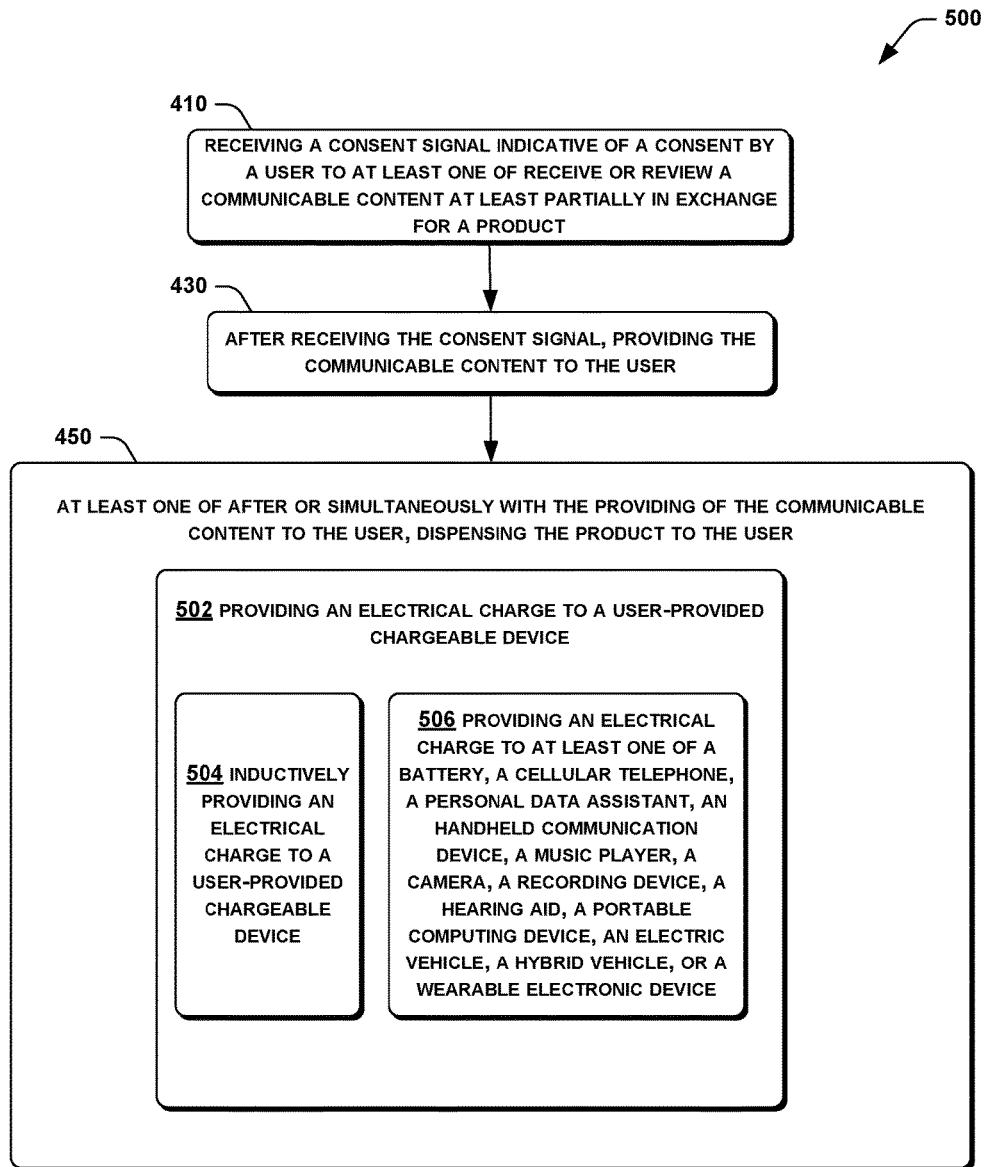 500
410
RECEIVING A CONSENT SIGNAL INDICATIVE OF A CONSENT BY
A USER TO AT LEAST ONE OF RECEIVE OR REVIEW A
COMMUNICABLE CONTENT AT LEAST PARTIALLY IN EXCHANGE
FOR A PRODUCT
430
AFTER RECEIVING THE CONSENT SIGNAL, PROVIDING THE
COMMUNICABLE CONTENT TO THE USER
450
AT LEAST ONE OF AFTER OR SIMULTANEOUSLY WITH THE PROVIDING OF THE COMMUNICABLE
CONTENT TO THE USER, DISPENSING THE PRODUCT TO THE USER
502 PROVIDING AN ELECTRICAL CHARGE TO A USER-PROVIDED
CHARGEABLE DEVICE
504 INDUCTIVELY
PROVIDING AN
ELECTRICAL
CHARGE TO A
USER-PROVIDED
CHARGEABLE
DEVICE
506 PROVIDING AN ELECTRICAL
CHARGE TO AT LEAST ONE OF A
BATTERY, A CELLULAR TELEPHONE,
A PERSONAL DATA ASSISTANT, AN
HANDHELD COMMUNICATION
DEVICE, A MUSIC PLAYER, A
CAMERA, A RECORDING DEVICE, A
HEARING AID, A PORTABLE
COMPUTING DEVICE, AN ELECTRIC
VEHICLE, A HYBRID VEHICLE, OR A
WEARABLE ELECTRONIC DEVICE